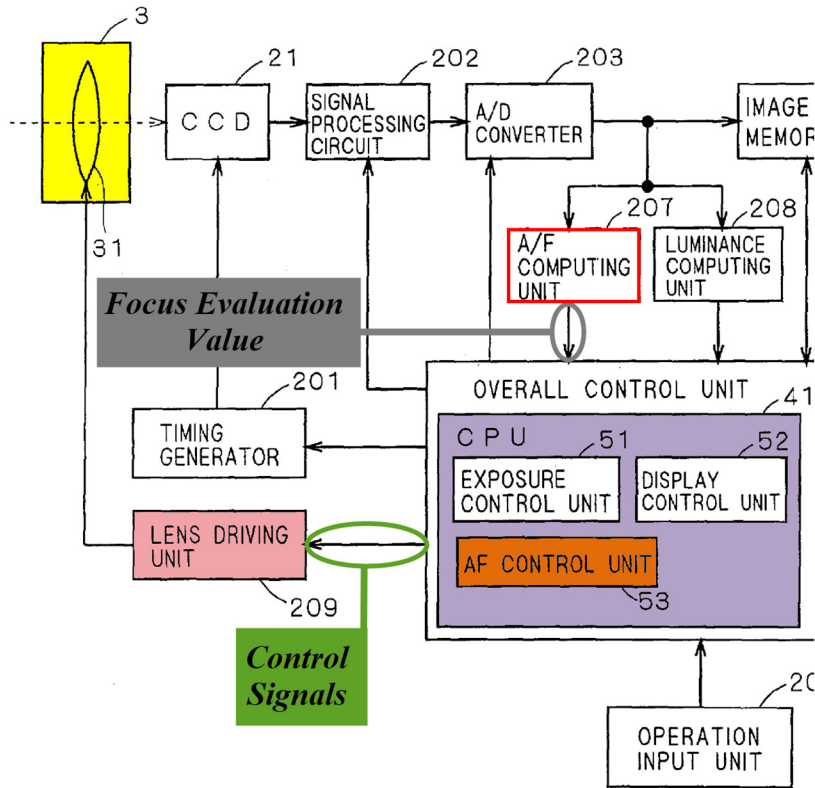 3
21
202
203
CCD
SIGNAL
PROCESSING
CIRCUIT
A/D
CONVERTER
IMAGE
MEMOR
31
207
208
A/F
COMPUTING
UNIT
LUMINANCE
COMPUTING
UNIT
Focus Evaluation
Value
201
TIMING
GENERATOR
OVERALL CONTROL UNIT
41
CPU
51
52
EXPOSURE
CONTROL UNIT
DISPLAY
CONTROL UNIT
LENS DRIVING
UNIT
AF CONTROL UNIT
209
53
Control
Signals
20
OPERATION
INPUT UNIT